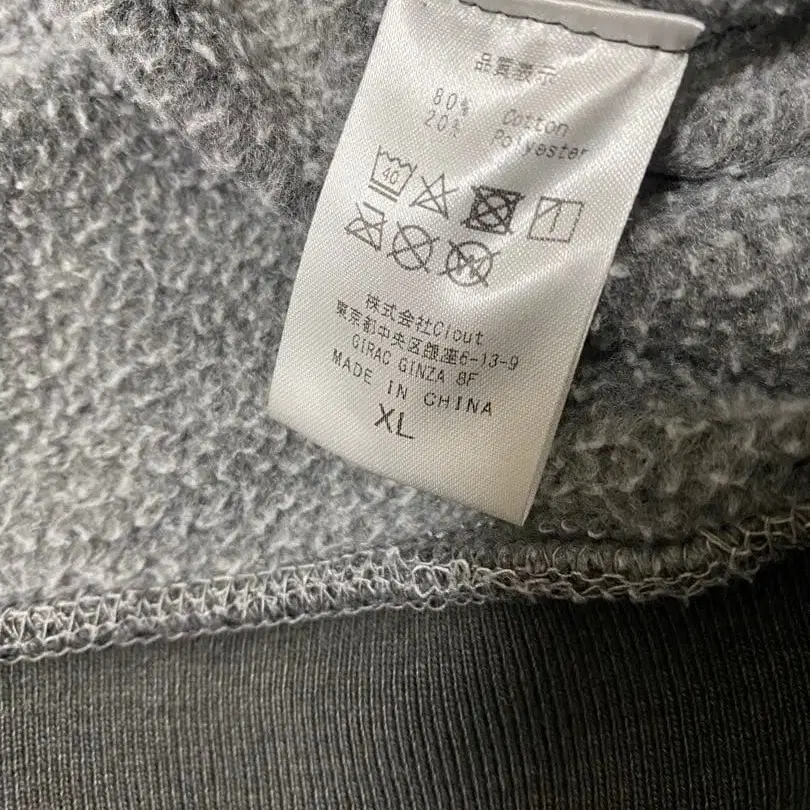 品質表示
80% Cotton
20% Polyester
40
株式会社Clout
東京都中央区銀座6-13-9
GIRAC GINZA 8F
MADE IN CHINA
XL